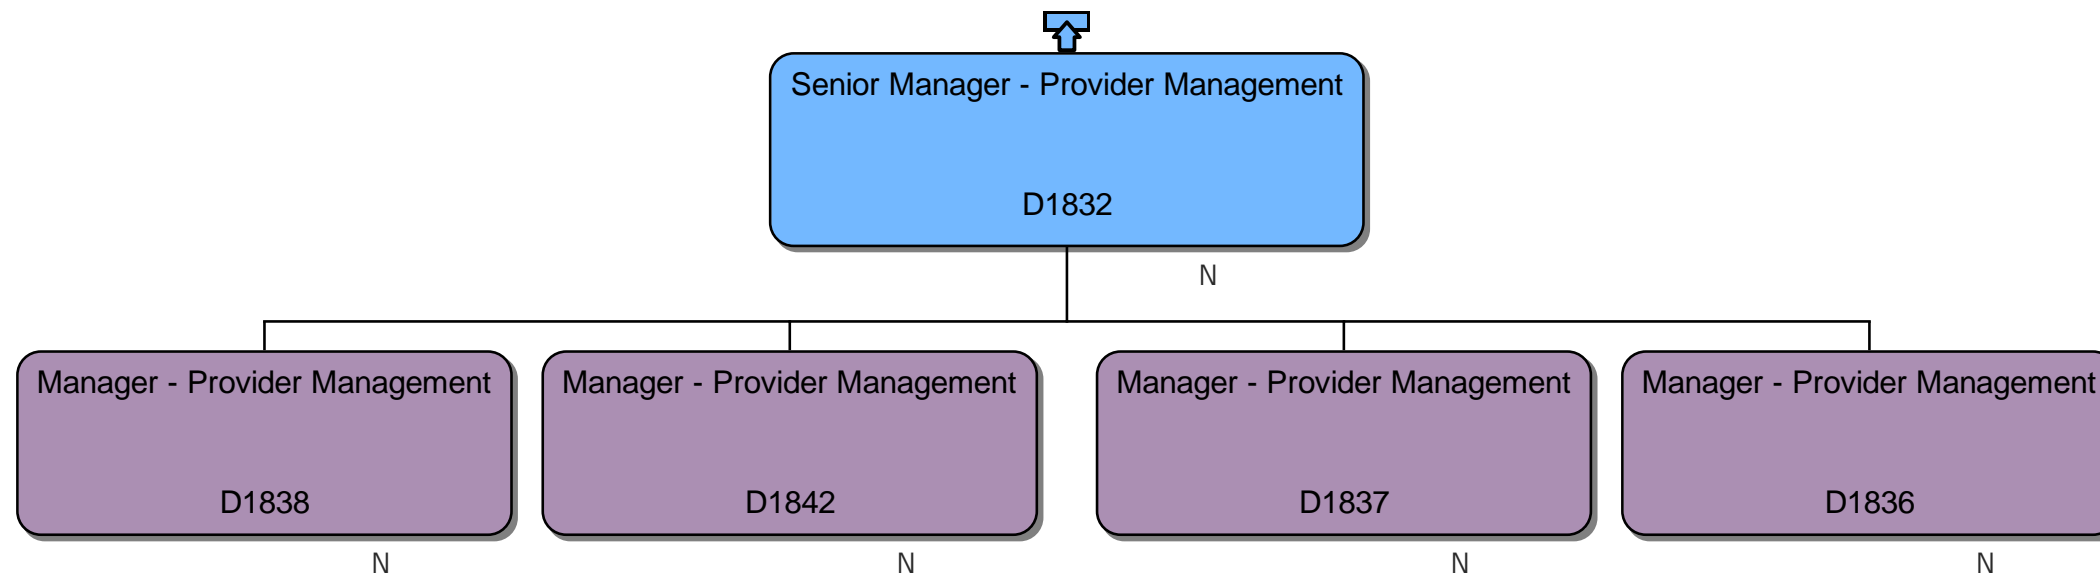 Senior Manager - Provider Management
D1832
N
Manager - Provider Management
D1838
N
Manager - Provider Management
D1842
N
Manager - Provider Management
D1837
N
Manager - Provider Management
D1836
N